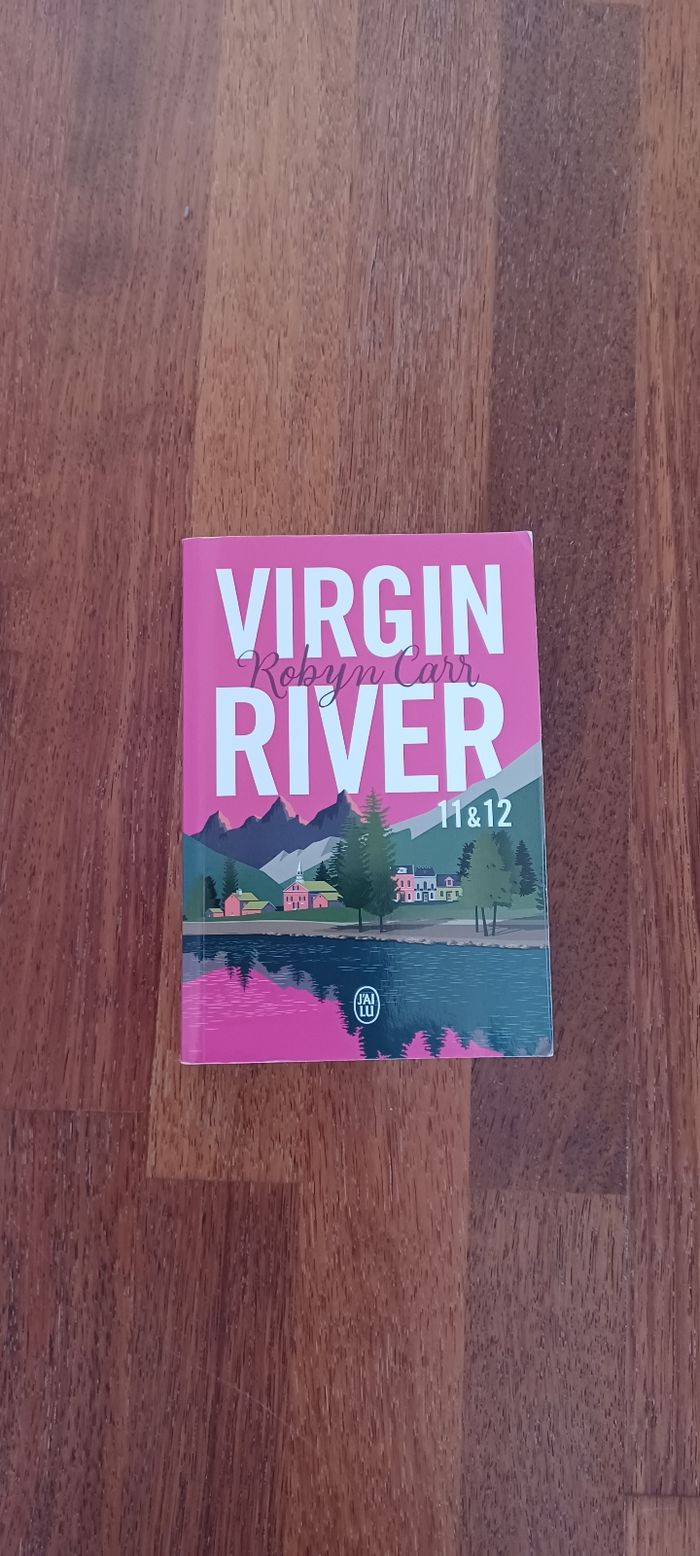 VIRGIN
Robyn Carr
RIVER
11 & 12
J'AI
LU